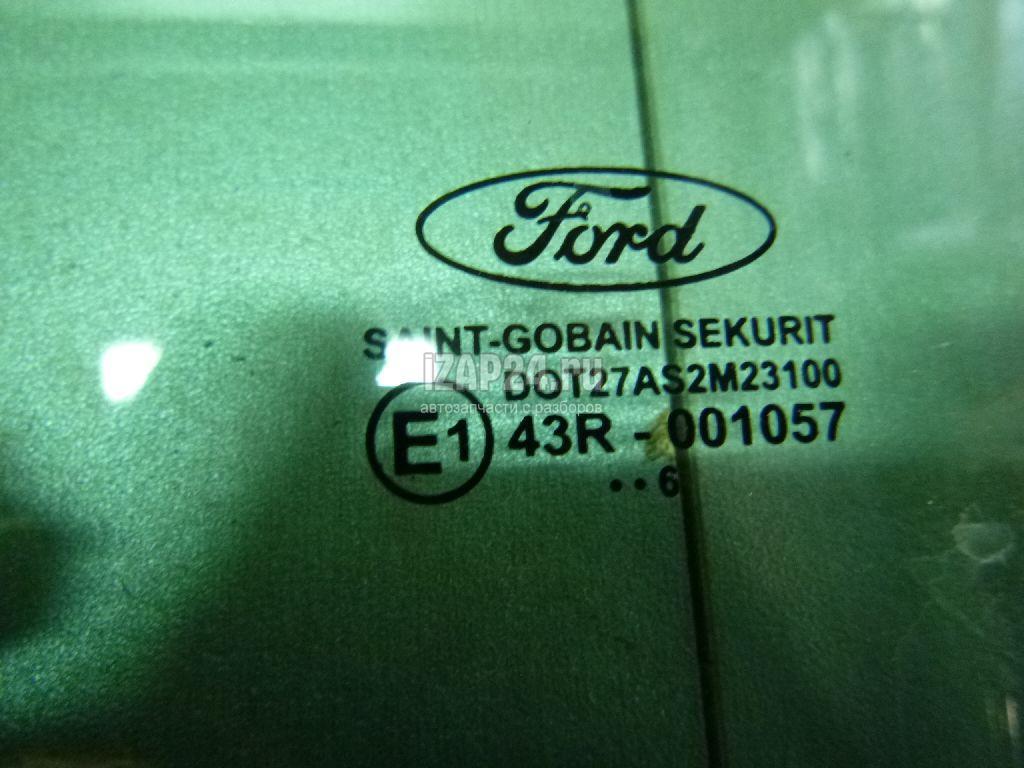 Ford
SAINT-GOBAIN SEKURIT
iZAP24.ru
DOT27AS2M23100
автозапчасти с разборов
E1 43R - 001057
..6